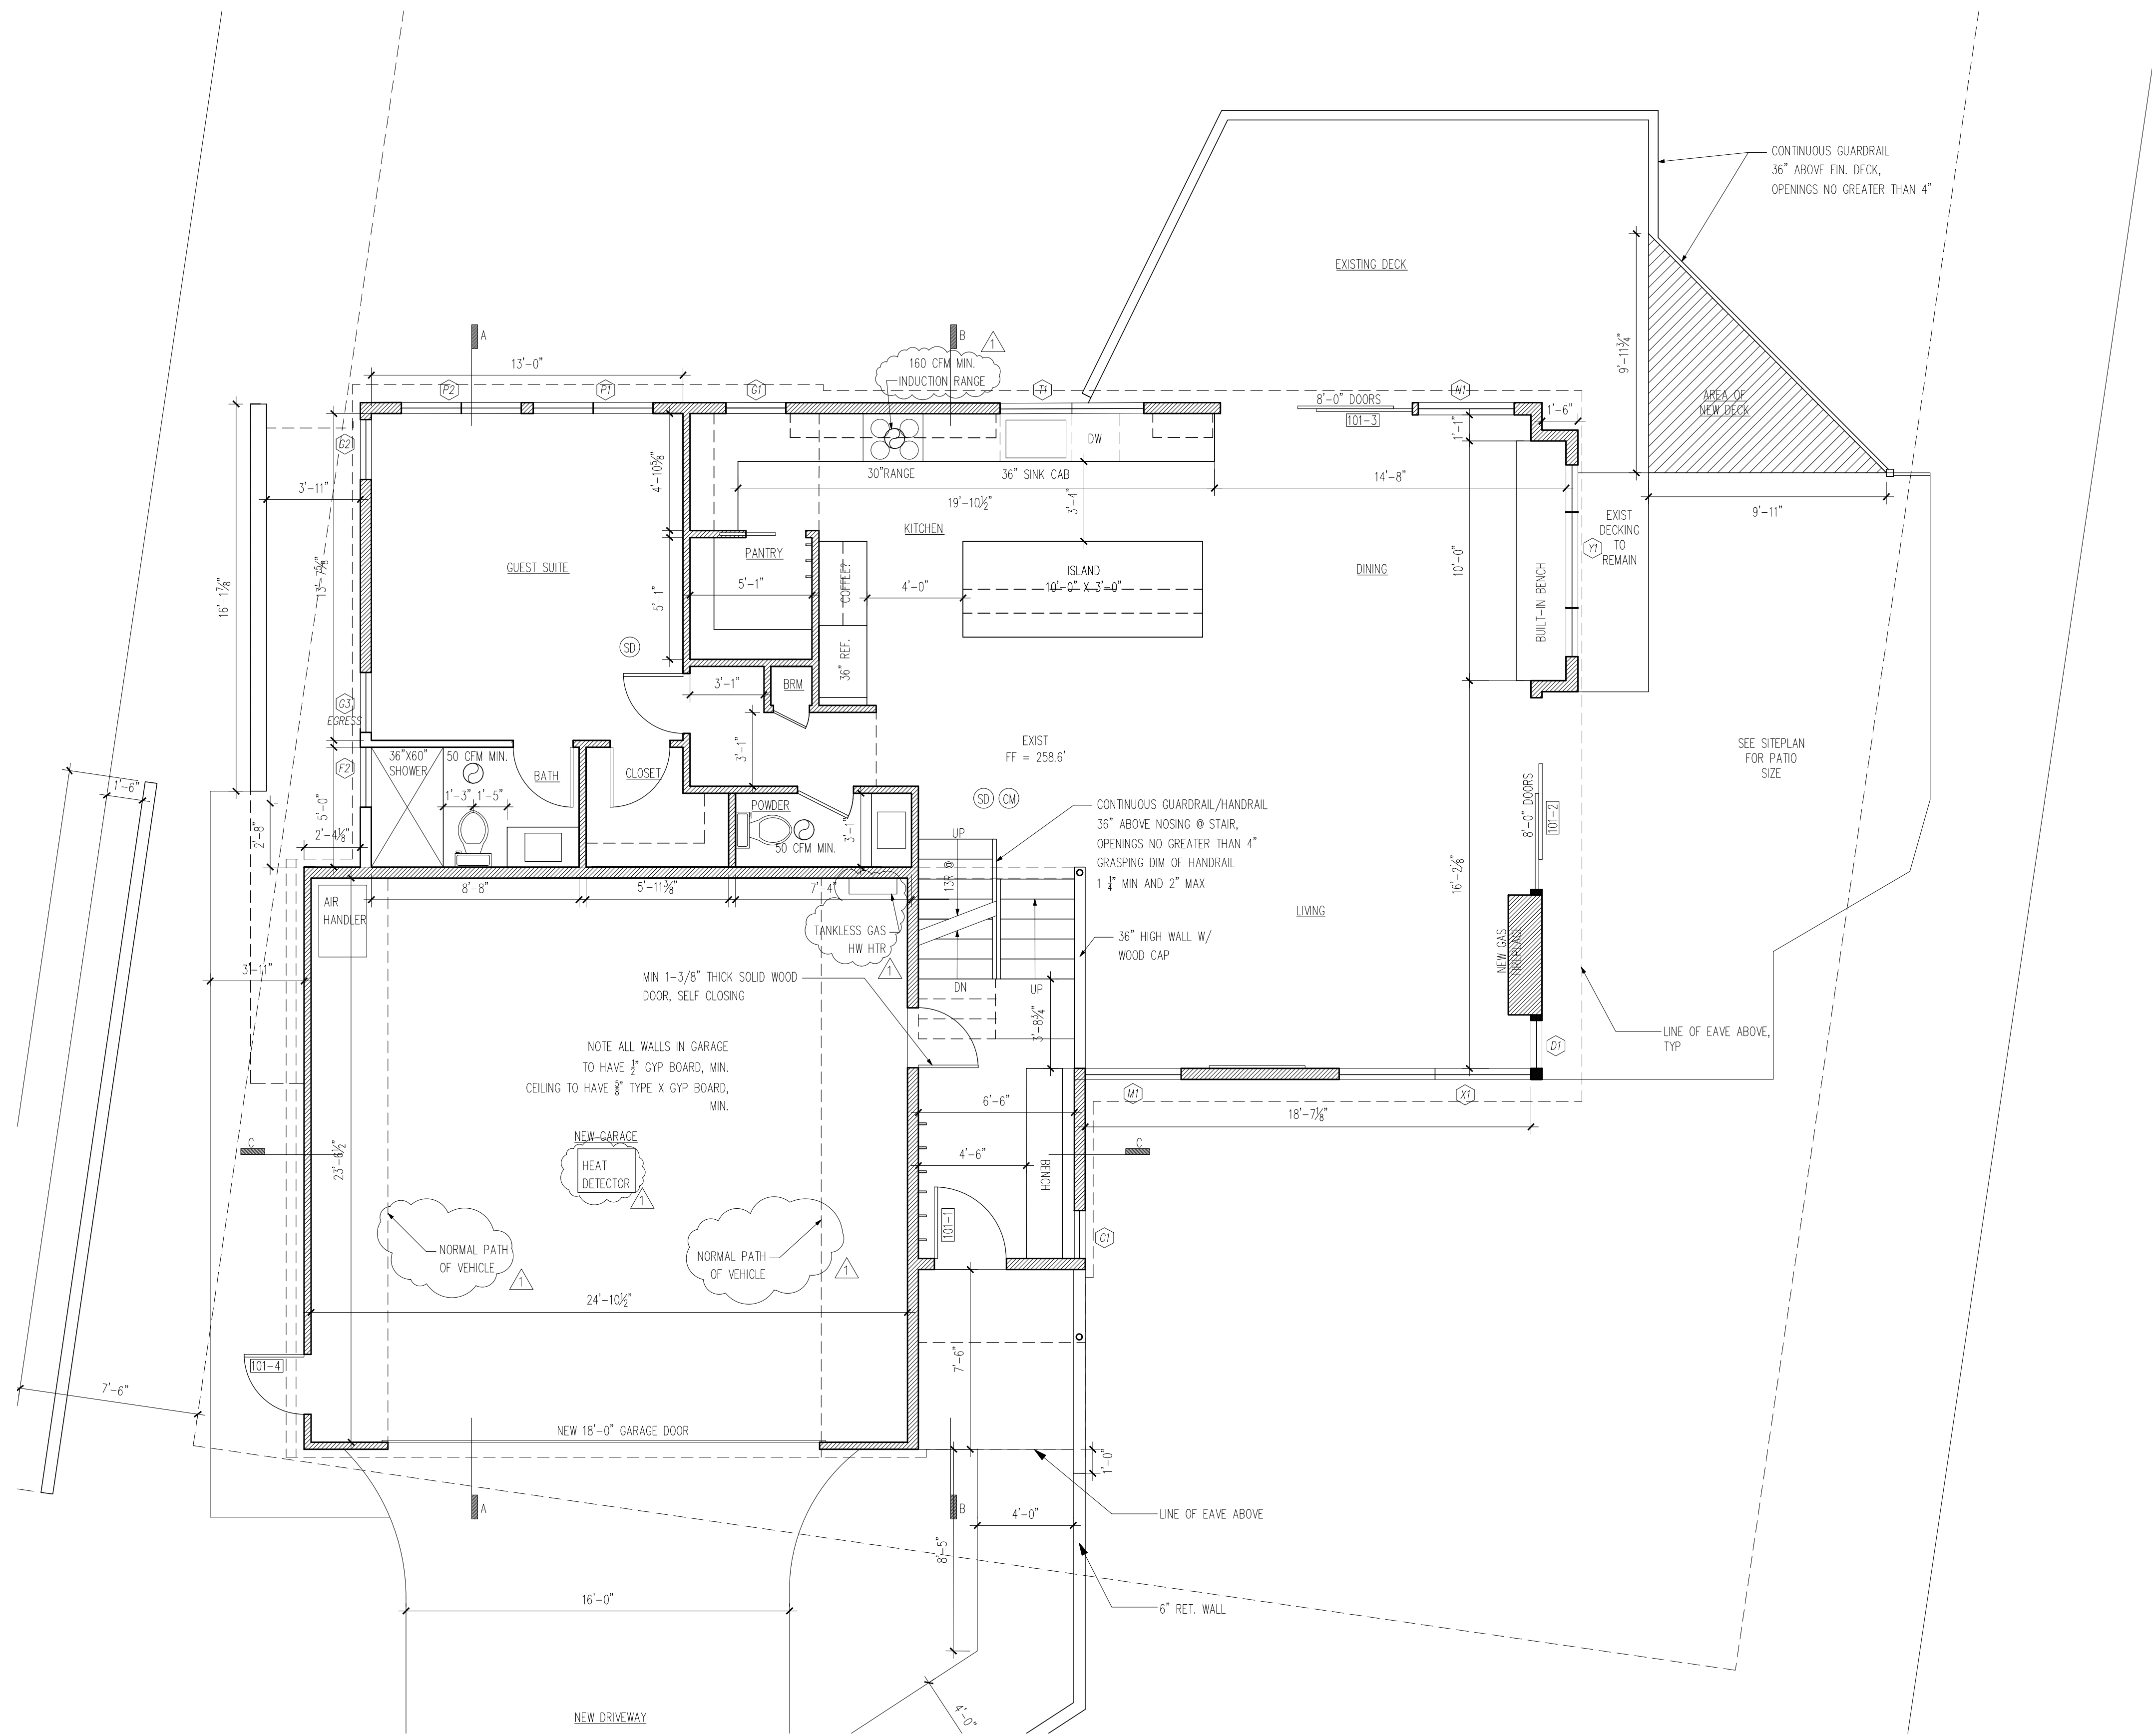 CONTINUOUS GUARDRAIL
36" ABOVE FIN. DECK,
OPENINGS NO GREATER THAN 4"
EXISTING DECK
9'-11¾"
AREA OF
NEW DECK
A
B
1
160 CFM MIN.
INDUCTION RANGE
13'-0"
P2
P1
G1
T1
N1
8'-0" DOORS
101-3
1'-6"
1'-1"
G2
DW
30"RANGE
36" SINK CAB
4'-10⅝"
3'-11"
19'-10½"
3'-4"
14'-8"
9'-11"
EXIST
DECKING
TO
REMAIN
Y1
KITCHEN
PANTRY
GUEST SUITE
16'-1⅞"
13'-7⅝"
5'-1"
5'-1"
COFFEE?
4'-0"
ISLAND
10'-0" X 3'-0"
DINING
10'-0"
BUILT-IN BENCH
SD
36" REF.
3'-1"
BRM
G3
EGRESS
3'-1"
EXIST
FF = 258.6'
SEE SITEPLAN
FOR PATIO
SIZE
36"X60"
SHOWER
50 CFM MIN.
F2
BATH
CLOSET
1'-6"
1'-3"
1'-5"
5'-0"
2'-8"
2'-4⅛"
POWDER
50 CFM MIN.
3'-1"
SD
CM
CONTINUOUS GUARDRAIL/HANDRAIL
36" ABOVE NOSING @ STAIR,
OPENINGS NO GREATER THAN 4"
GRASPING DIM OF HANDRAIL
1 ¼" MIN AND 2" MAX
8'-0" DOORS
101-2
UP
13R @
8'-8"
5'-11⅜"
7'-4"
16'-2⅛"
AIR
HANDLER
TANKLESS GAS
HW HTR
1
LIVING
36" HIGH WALL W/
WOOD CAP
NEW GAS
FIREPLACE
3'-11"
MIN 1-3/8" THICK SOLID WOOD
DOOR, SELF CLOSING
DN
UP
3'-8¾"
LINE OF EAVE ABOVE,
TYP
NOTE ALL WALLS IN GARAGE
TO HAVE ½" GYP BOARD, MIN.
CEILING TO HAVE ⅝" TYPE X GYP BOARD,
MIN.
D1
M1
X1
6'-6"
18'-7⅛"
NEW GARAGE
HEAT
DETECTOR
1
C
C
23'-6½"
4'-6"
BENCH
101-1
C1
NORMAL PATH
OF VEHICLE
1
NORMAL PATH
OF VEHICLE
1
24'-10½"
7'-6"
101-4
7'-6"
NEW 18'-0" GARAGE DOOR
1'-0"
A
B
LINE OF EAVE ABOVE
4'-0"
8'-5"
16'-0"
6" RET. WALL
4'-0"
NEW DRIVEWAY